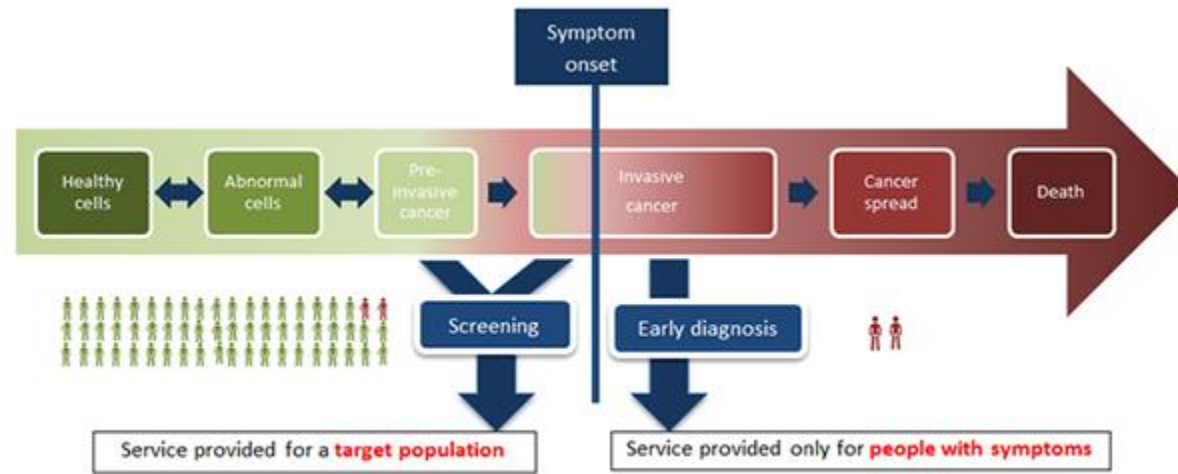 Symptom
onset
Healthy
cells
Abnormal
cells
Pre-
invasive
cancer
Invasive
cancer
Cancer
spread
Death
Screening
Early diagnosis
Service provided for a target population
Service provided only for people with symptoms